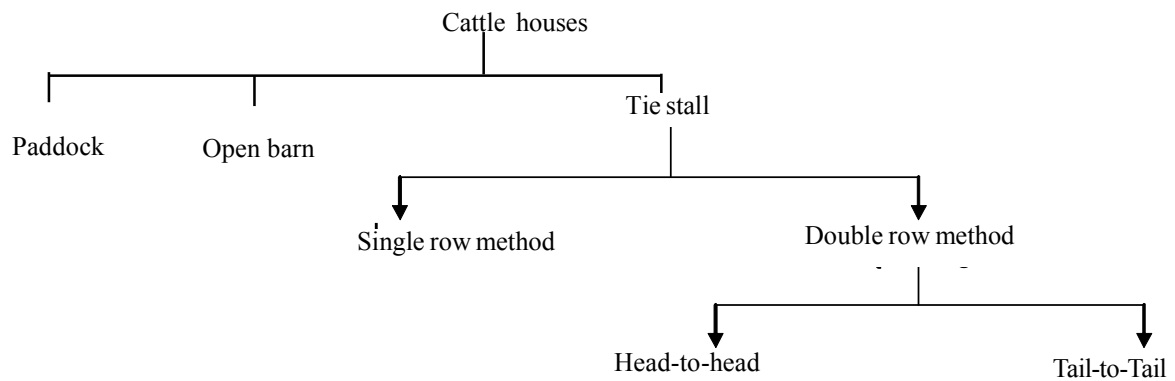 Cattle houses
Tie stall
Paddock
Open barn
Single row method
Double row method
Head-to-head
Tail-to-Tail